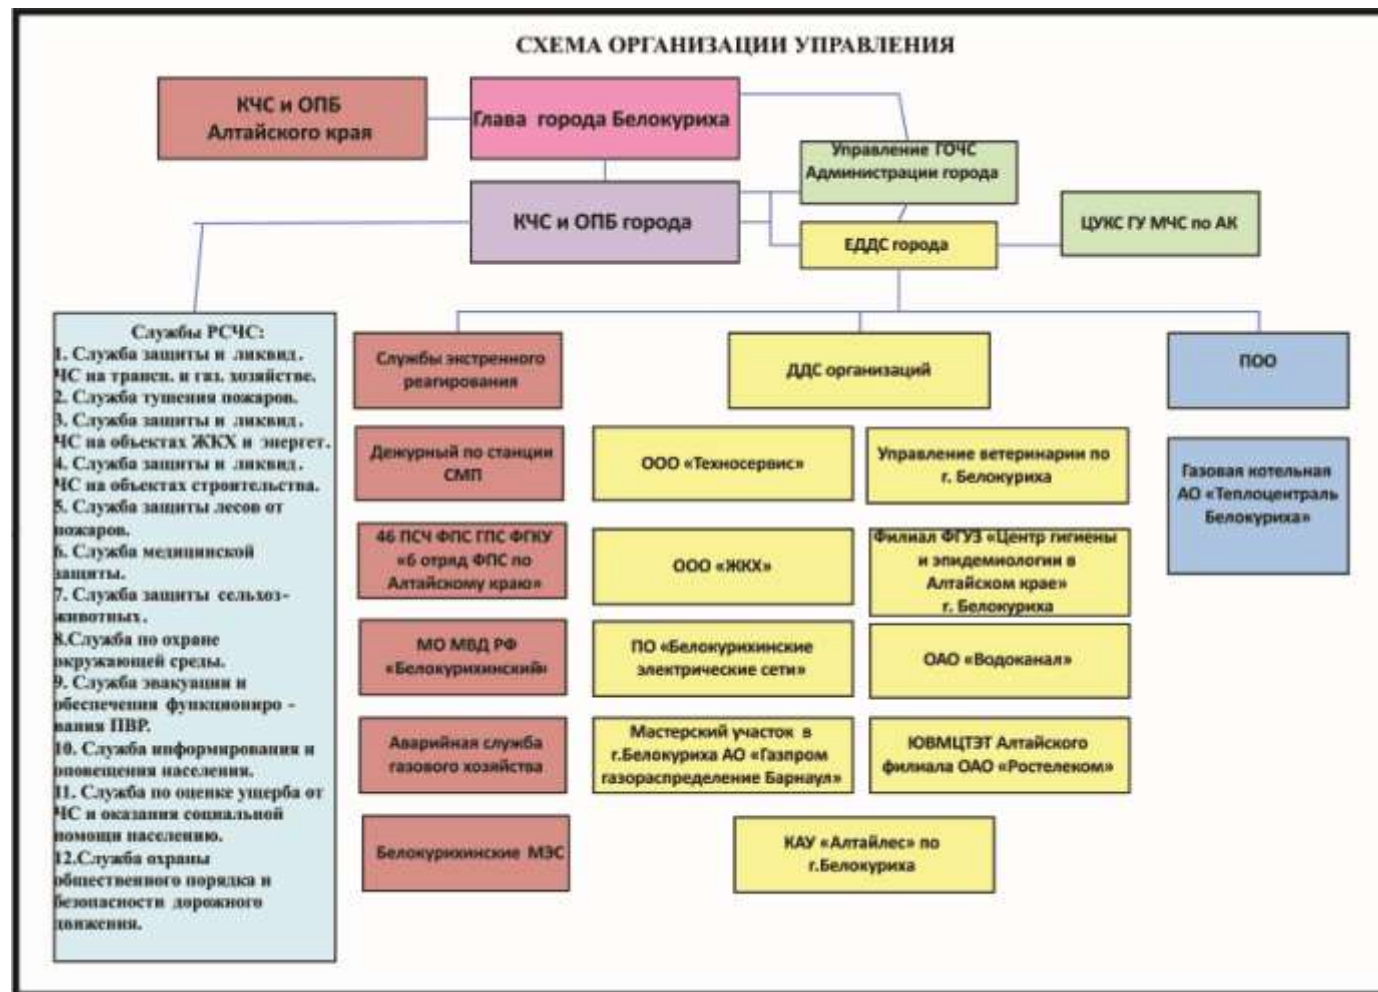 СХЕМА ОРГАНИЗАЦИИ УПРАВЛЕНИЯ
КЧС и ОПБ
Алтайского края
Глава города Белокуриха
Управление ГОЧС
Администрации города
КЧС и ОПБ города
ЕДДС города
ЦУКС ГУ МЧС по АК
Службы РСЧС:
1. Служба защиты и ликвид.
ЧС на трансп. и газ. хозяйстве.
2. Служба тушения пожаров.
3. Служба защиты и ликвид.
ЧС на объектах ЖКХ и энергет.
4. Служба защиты и ликвид.
ЧС на объектах строительства.
5. Служба защиты лесов от
пожаров.
6. Служба медицинской
защиты.
7. Служба защиты сельхоз-
животных.
8.Служба по охране
окружающей среды.
9. Служба эвакуации и
обеспечения функциониро -
вания ПВР.
10. Служба информирования и
оповещения населения.
11. Служба по оценке ущерба от
ЧС и оказания социальной
помощи населению.
12.Служба охраны
общественного порядка и
безопасности дорожного
движения.
Службы экстренного
реагирования
Дежурный по станции
СМП
46 ПСЧ ФПС ГПС ФГКУ
«6 отряд ФПС по
Алтайскому краю»
МО МВД РФ
«Белокурихинский»
Аварийная служба
газового хозяйства
Белокурихинские МЭС
ДДС организаций
ООО «Техносервис»
Управление ветеринарии по
г. Белокуриха
ООО «ЖКХ»
Филиал ФГУЗ «Центр гигиены
и эпидемиологии в
Алтайском крае»
г. Белокуриха
ПО «Белокурихинские
электрические сети»
ОАО «Водоканал»
Мастерский участок в
г.Белокуриха АО «Газпром
газораспределение Барнаул»
ЮВМЦТЭТ Алтайского
филиала ОАО «Ростелеком»
КАУ «Алтайлес» по
г.Белокуриха
ПОО
Газовая котельная
АО «Теплоцентраль
Белокуриха»